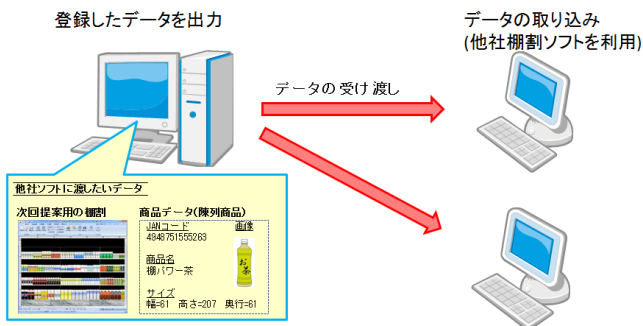 登録したデータを出力
データの取り込み
(他社棚割ソフトを利用)
データの受け渡し
他社ソフトに渡したいデータ
次回提案用の棚割
商品データ(陳列商品)
JANコード
画像
4948751555263
お茶
商品名
棚パワー茶
サイズ
幅=61 高さ=207 奥行=61